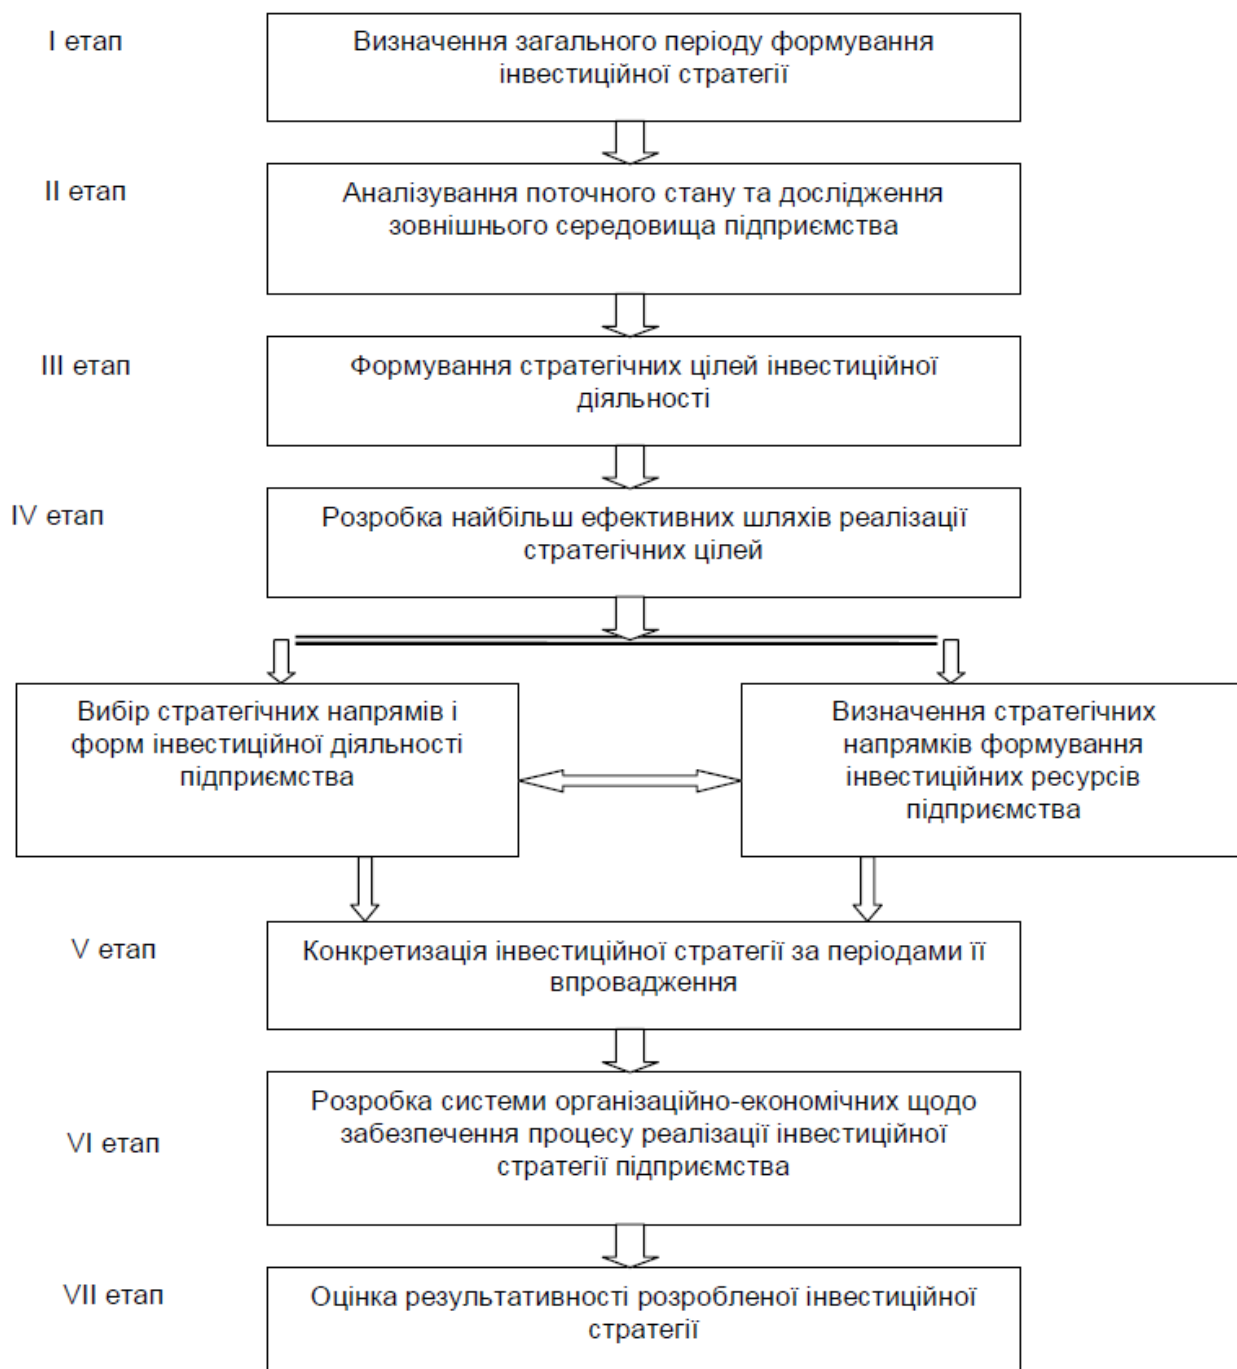 І етап
Визначення загального періоду формування
інвестиційної стратегії
ІІ етап
Аналізування поточного стану та дослідження
зовнішнього середовища підприємства
ІІІ етап
Формування стратегічних цілей інвестиційної
діяльності
IV етап
Розробка найбільш ефективних шляхів реалізації
стратегічних цілей
Вибір стратегічних напрямів і
форм інвестиційної діяльності
підприємства
Визначення стратегічних
напрямків формування
інвестиційних ресурсів
підприємства
V етап
Конкретизація інвестиційної стратегії за періодами її
впровадження
VI етап
Розробка системи організаційно-економічних щодо
забезпечення процесу реалізації інвестиційної
стратегії підприємства
VII етап
Оцінка результативності розробленої інвестиційної
стратегії